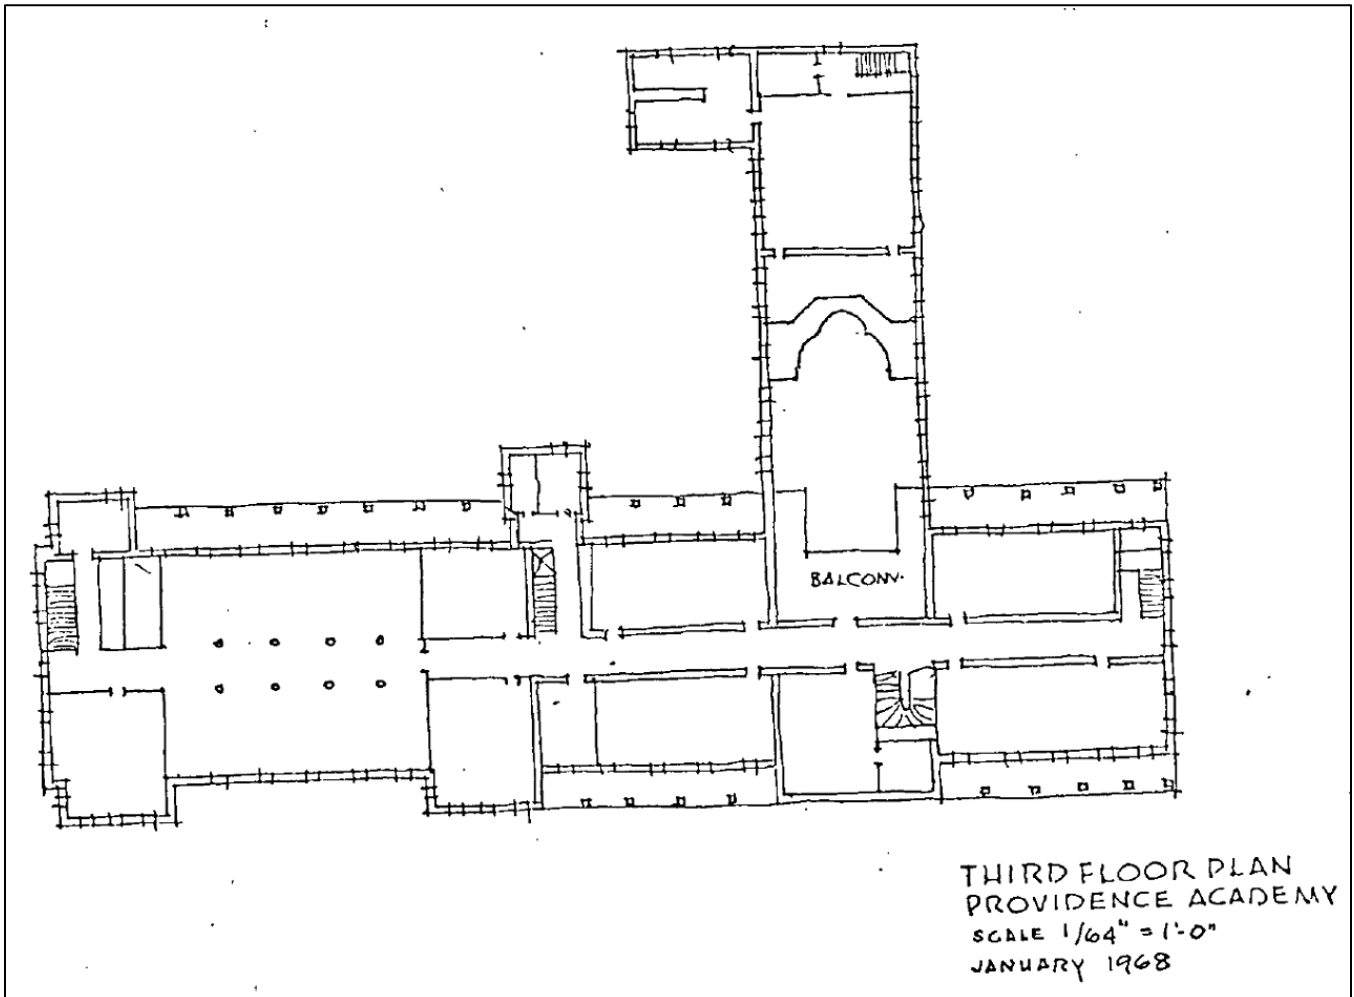 BALCONY.
THIRD FLOOR PLAN
PROVIDENCE ACADEMY
SCALE 1/64" = 1'-0"
JANUARY 1968